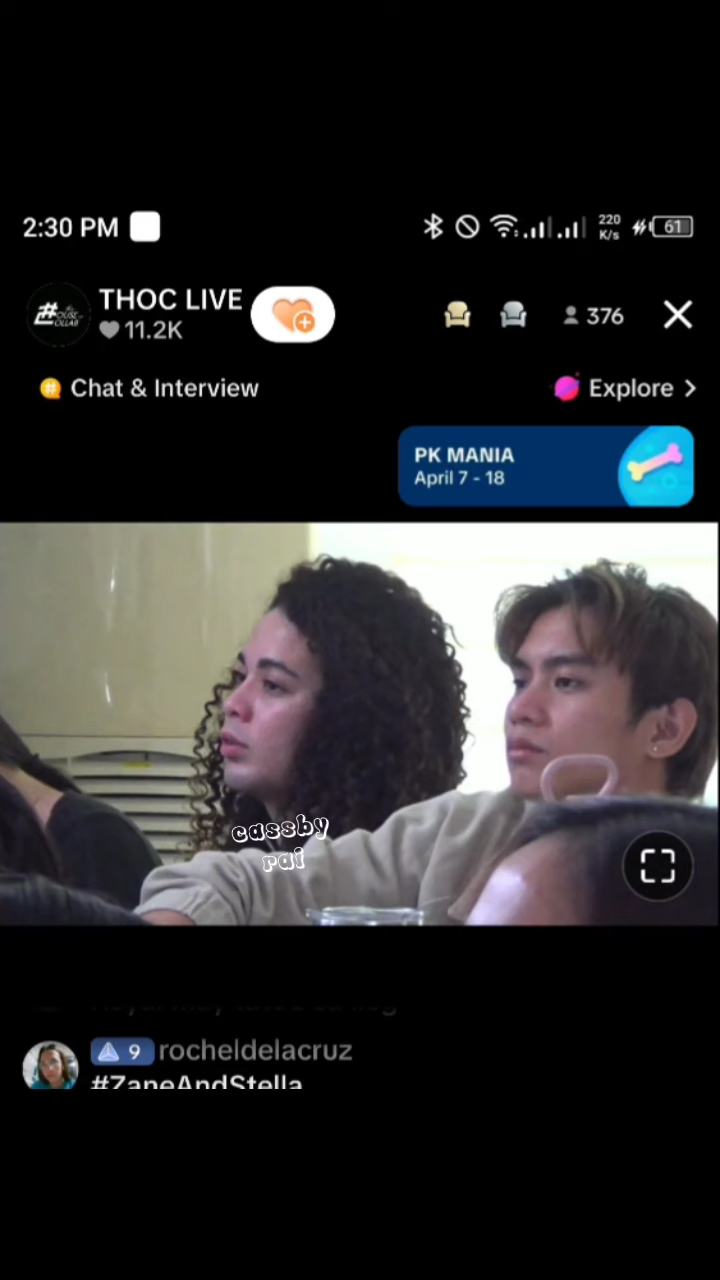 2:30 PM
220
K/s
61
THOC LIVE
11.2K
376
Chat & Interview
Explore
PK MANIA
April 7 - 18
cassby
rai
9 rocheldelacruz
#ZaneAndStella